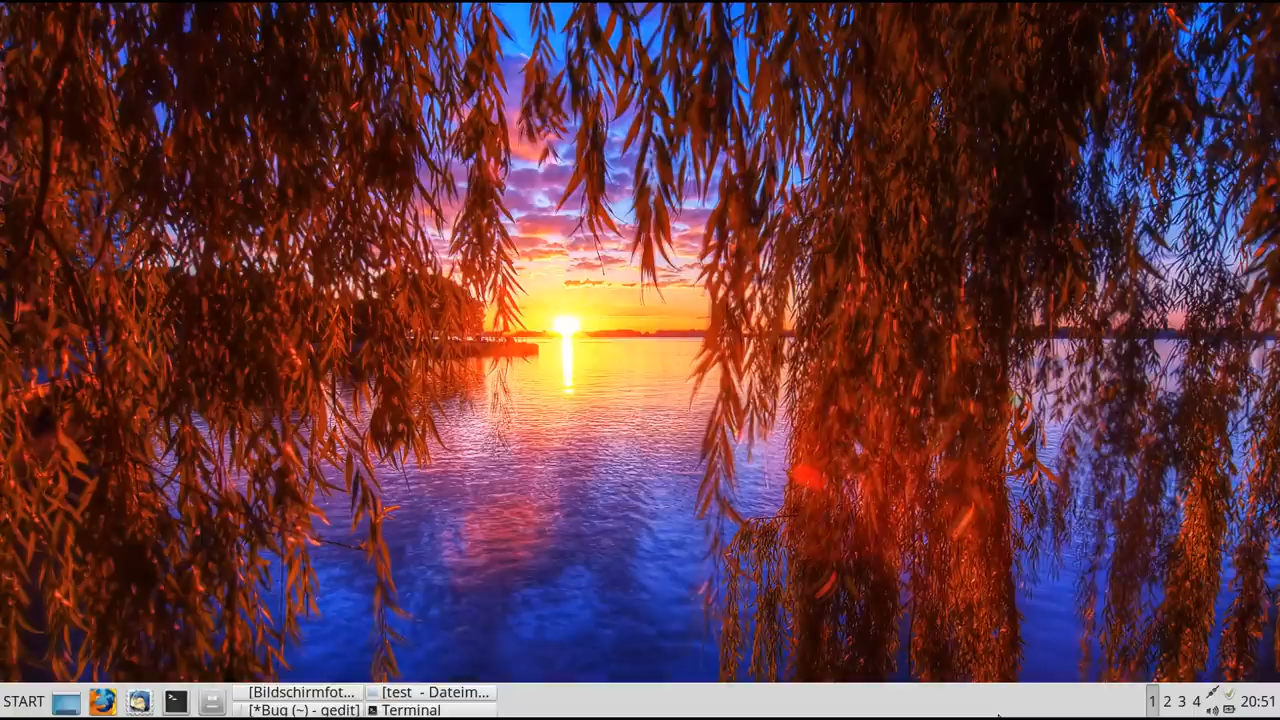 START
[Bildschirmfot...
[test - Dateim...
[*Bug (~) - gedit]
Terminal
1 2 3 4
20:51